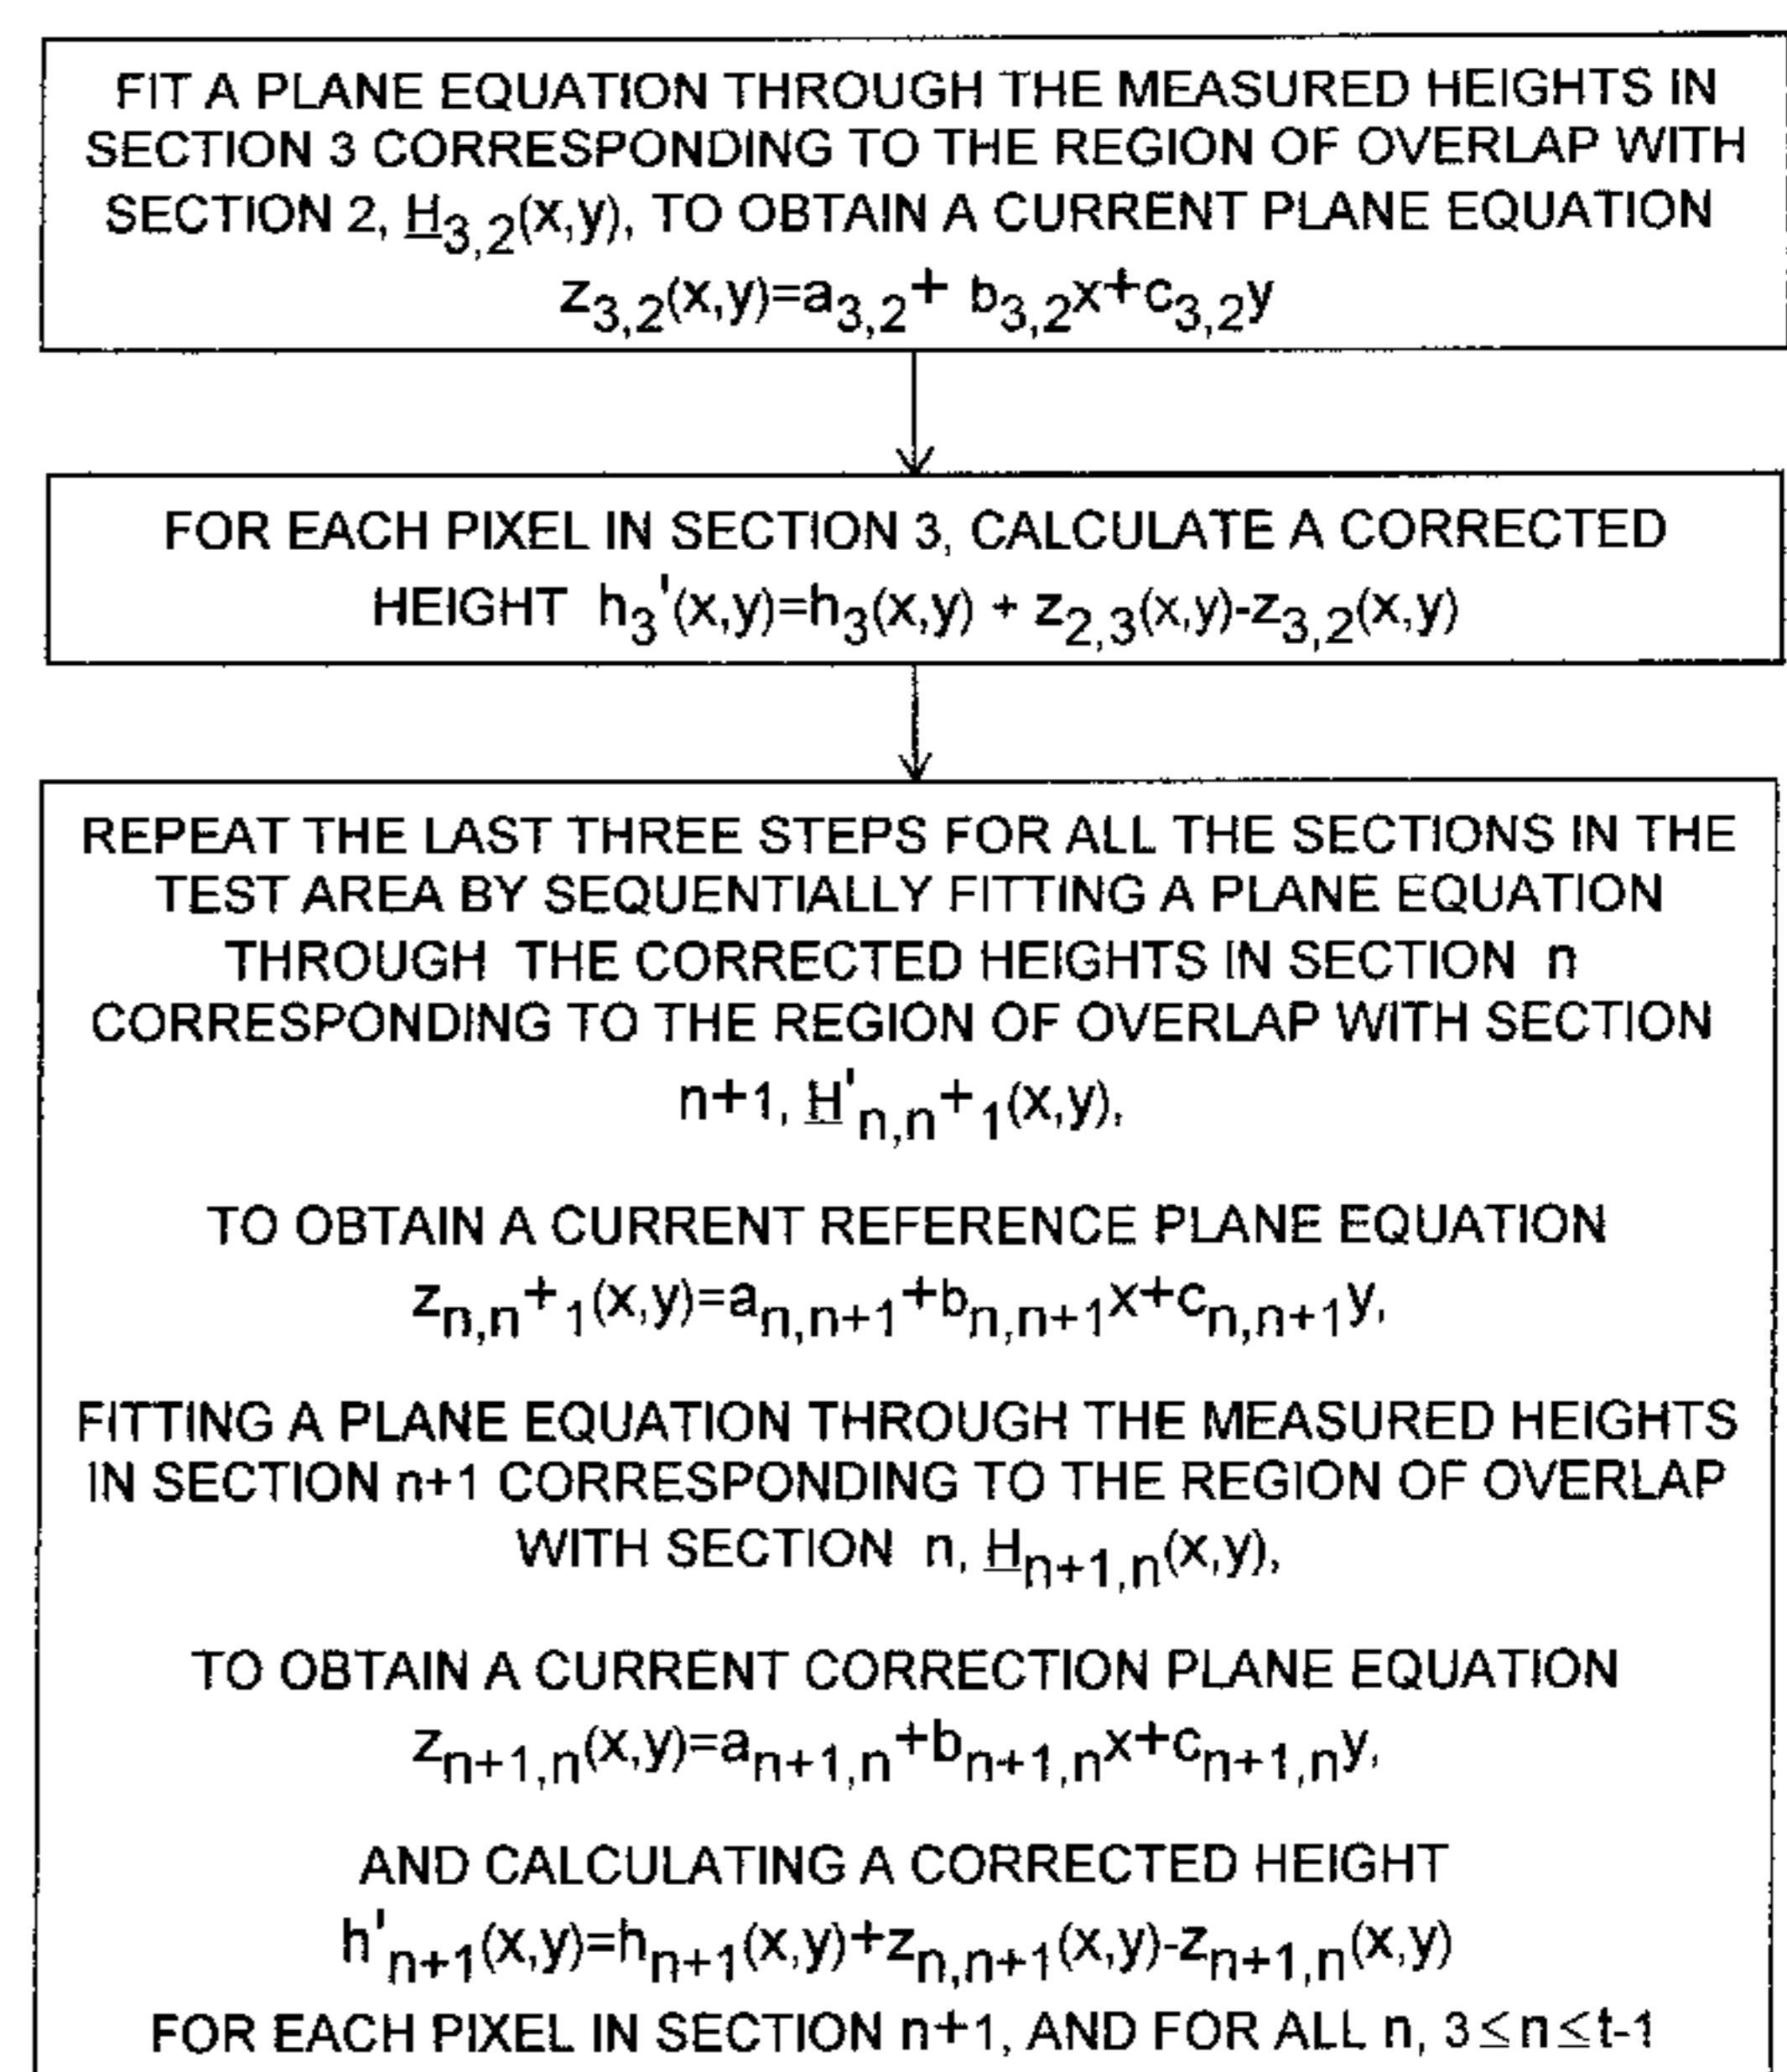 FIT A PLANE EQUATION THROUGH THE MEASURED HEIGHTS IN
SECTION 3 CORRESPONDING TO THE REGION OF OVERLAP WITH
SECTION 2, H3,2(x,y), TO OBTAIN A CURRENT PLANE EQUATION
z3,2(x,y)=a3,2+ b3,2x+c3,2y
FOR EACH PIXEL IN SECTION 3, CALCULATE A CORRECTED
HEIGHT h3'(x,y)=h3(x,y) + z2,3(x,y)-z3,2(x,y)
REPEAT THE LAST THREE STEPS FOR ALL THE SECTIONS IN THE
TEST AREA BY SEQUENTIALLY FITTING A PLANE EQUATION
THROUGH THE CORRECTED HEIGHTS IN SECTION n
CORRESPONDING TO THE REGION OF OVERLAP WITH SECTION
n+1, H'n,n+1(x,y),
TO OBTAIN A CURRENT REFERENCE PLANE EQUATION
zn,n+1(x,y)=an,n+1+bn,n+1x+cn,n+1y,
FITTING A PLANE EQUATION THROUGH THE MEASURED HEIGHTS
IN SECTION n+1 CORRESPONDING TO THE REGION OF OVERLAP
WITH SECTION n, Hn+1,n(x,y),
TO OBTAIN A CURRENT CORRECTION PLANE EQUATION
zn+1,n(x,y)=an+1,n+bn+1,nx+cn+1,ny,
AND CALCULATING A CORRECTED HEIGHT
h'n+1(x,y)=hn+1(x,y)+zn,n+1(x,y)-zn+1,n(x,y)
FOR EACH PIXEL IN SECTION n+1, AND FOR ALL n, 3≤n≤t-1